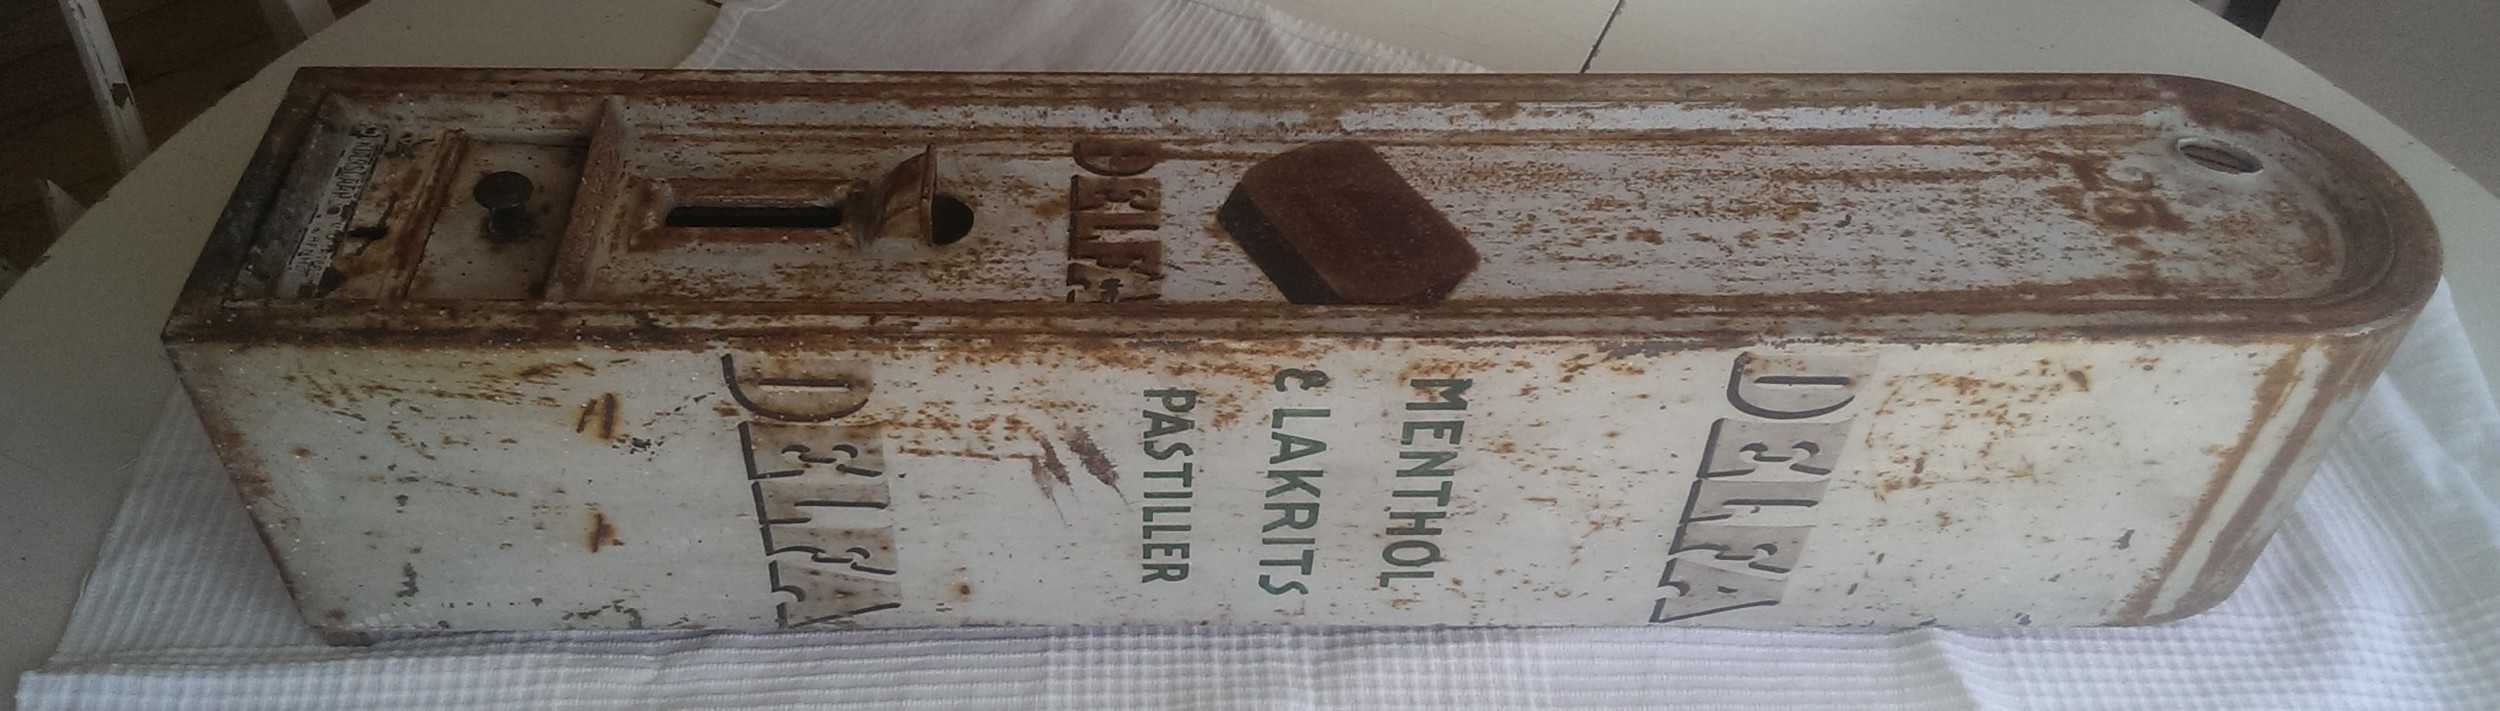 25
DELFA
DELFA
MENTHOL
& LAKRITS
PASTILLER
DELFA